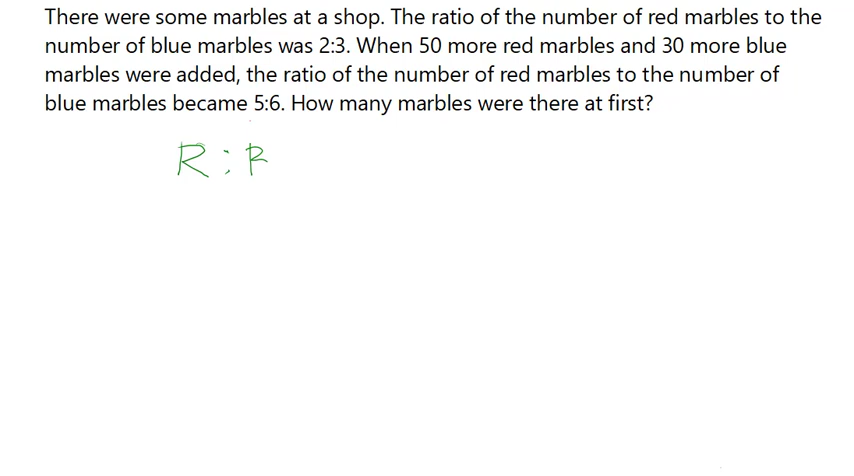 There were some marbles at a shop. The ratio of the number of red marbles to the
number of blue marbles was 2:3. When 50 more red marbles and 30 more blue
marbles were added, the ratio of the number of red marbles to the number of
blue marbles became 5:6. How many marbles were there at first?
R :